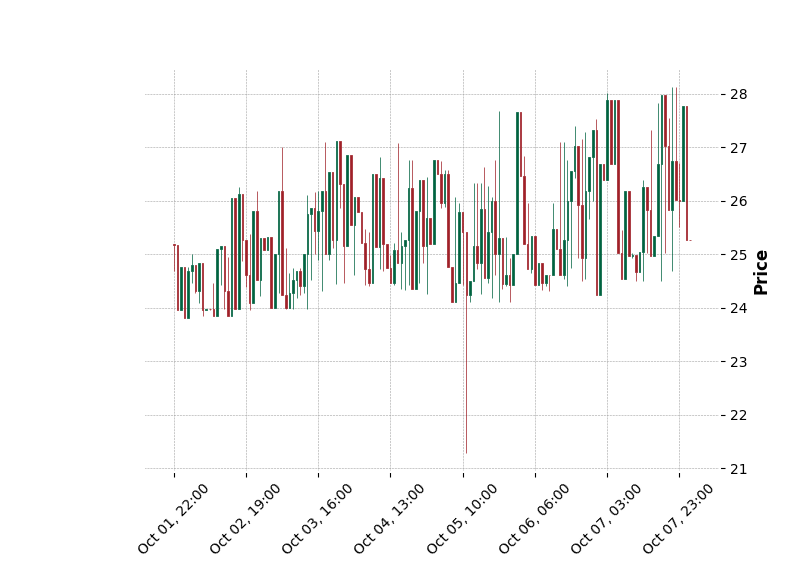 28
27
26
25
24
23
22
21
Price
Oct 01, 22:00
Oct 02, 19:00
Oct 03, 16:00
Oct 04, 13:00
Oct 05, 10:00
Oct 06, 06:00
Oct 07, 03:00
Oct 07, 23:00